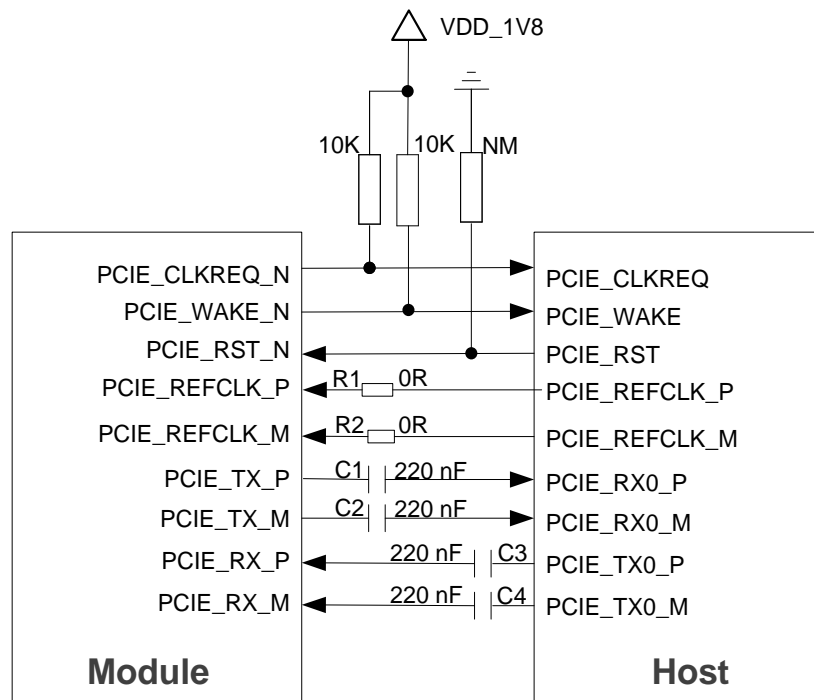 VDD_1V8
10K 10K NM
PCIE_CLKREQ_N PCIE_CLKREQ
PCIE_WAKE_N PCIE_WAKE
PCIE_RST_N PCIE_RST
PCIE_REFCLK_P R1 0R PCIE_REFCLK_P
PCIE_REFCLK_M R2 0R PCIE_REFCLK_M
PCIE_TX_P C1 220 nF PCIE_RX0_P
PCIE_TX_M C2 220 nF PCIE_RX0_M
PCIE_RX_P 220 nF C3 PCIE_TX0_P
PCIE_RX_M 220 nF C4 PCIE_TX0_M
Module Host